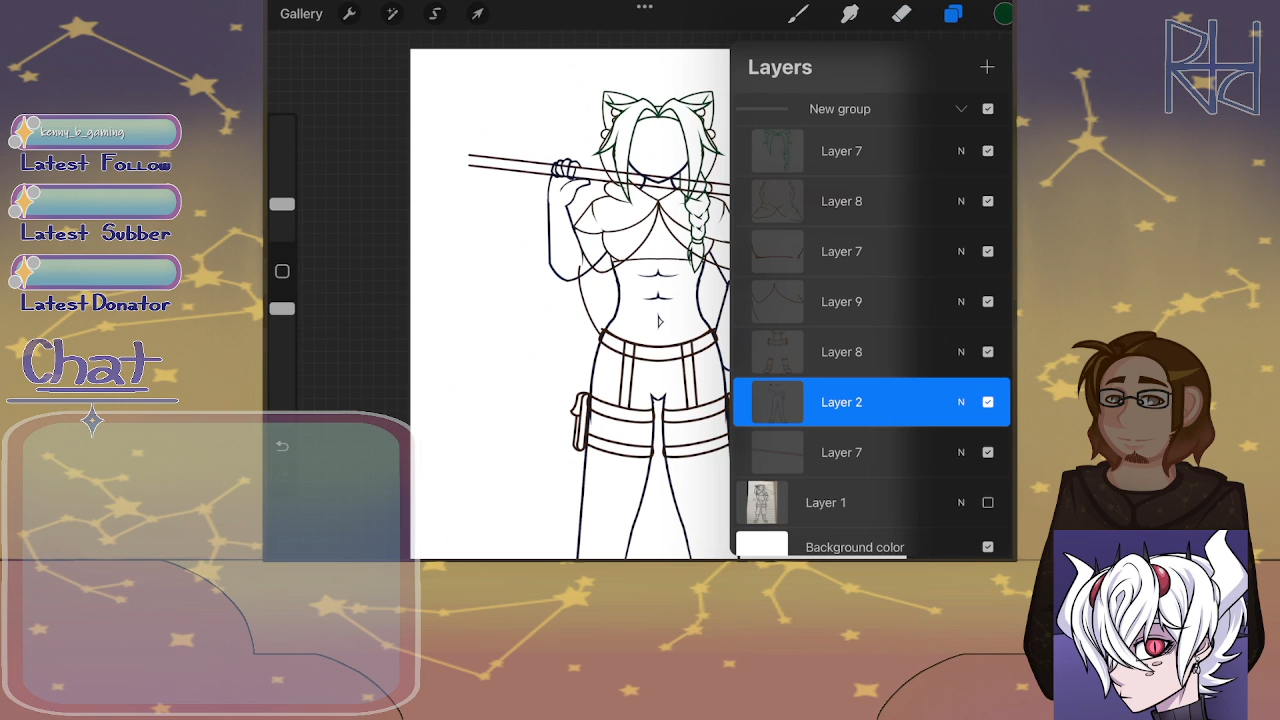 Gallery
Layers
New group
Layer 7 N
Layer 8 N
Layer 7 N
Layer 9 N
Layer 8 N
Layer 2 N
Layer 7 N
Layer 1 N
Background color
kenny_b_gaming
Latest Follow
Latest Subber
Latest Donator
Chat